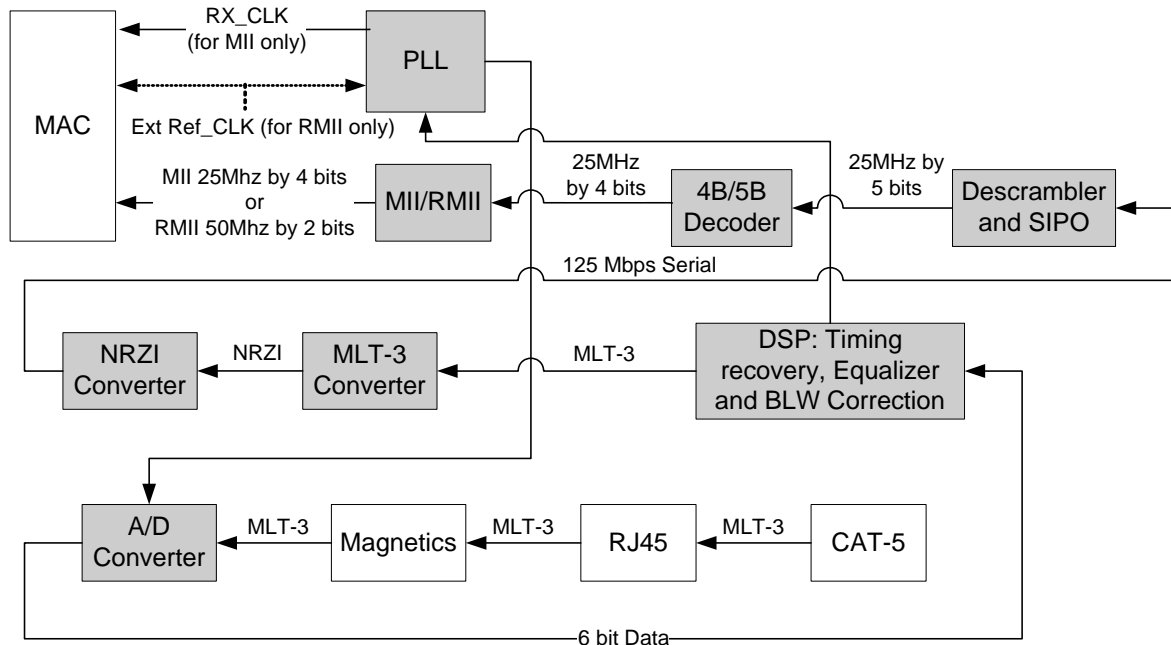 RX_CLK
(for MII only)
PLL
MAC
Ext Ref_CLK (for RMII only)
MII 25Mhz by 4 bits
or
RMII 50Mhz by 2 bits
MII/RMII
25MHz
by 4 bits
4B/5B
Decoder
25MHz
by
5 bits
Descrambler
and SIPO
125 Mbps Serial
NRZI
Converter
NRZI
MLT-3
Converter
MLT-3
DSP: Timing
recovery, Equalizer
and BLW Correction
A/D
Converter
MLT-3
Magnetics
MLT-3
RJ45
MLT-3
CAT-5
6 bit Data